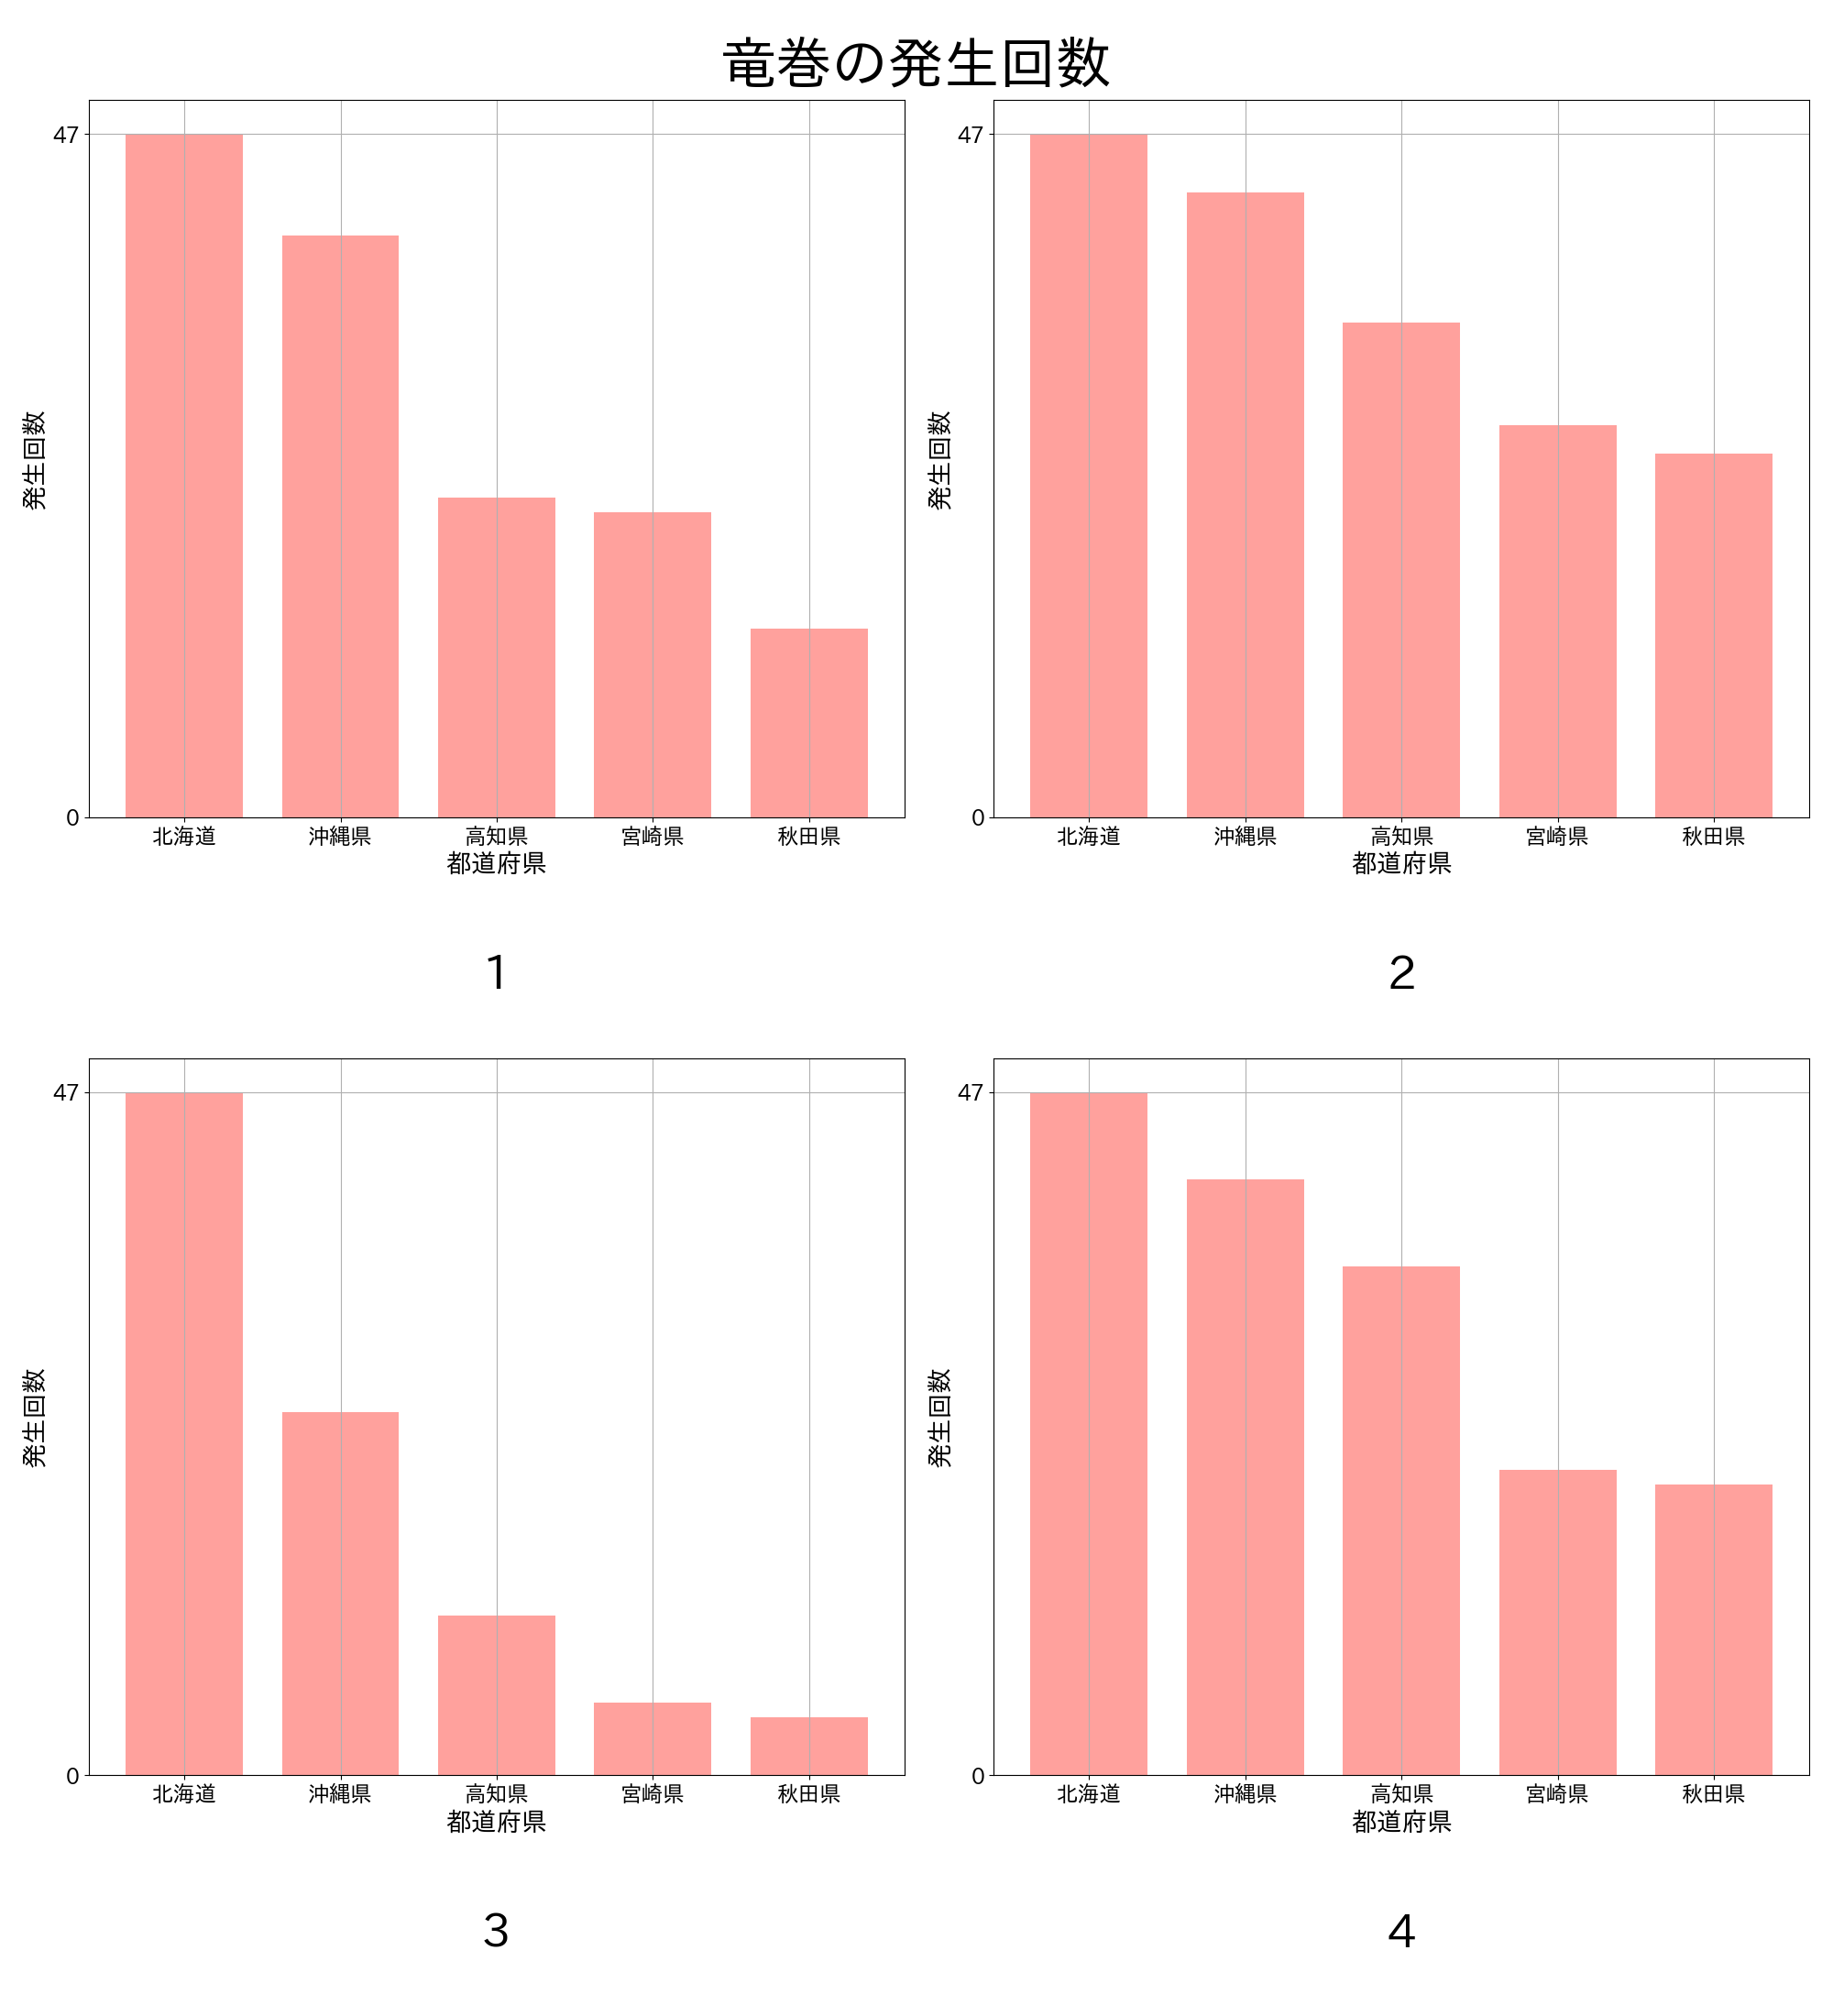 竜巻の発生回数
47
発生回数
0
北海道 沖縄県 高知県 宮崎県 秋田県
都道府県
1
47
発生回数
0
北海道 沖縄県 高知県 宮崎県 秋田県
都道府県
2
47
発生回数
0
北海道 沖縄県 高知県 宮崎県 秋田県
都道府県
3
47
発生回数
0
北海道 沖縄県 高知県 宮崎県 秋田県
都道府県
4